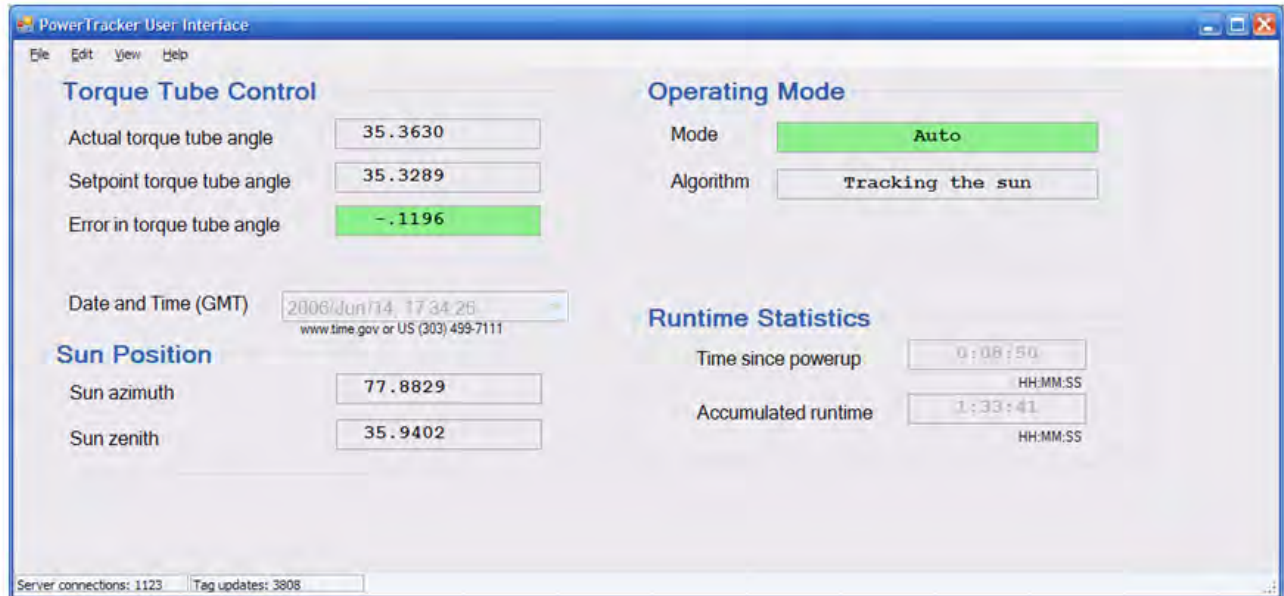 PowerTracker User Interface
File Edit View Help
Torque Tube Control
Actual torque tube angle 35.3630
Setpoint torque tube angle 35.3289
Error in torque tube angle -.1196
Date and Time (GMT) 2006/Jun/14, 17:34:25
www.time.gov or US (303) 499-7111
Sun Position
Sun azimuth 77.8829
Sun zenith 35.9402
Operating Mode
Mode Auto
Algorithm Tracking the sun
Runtime Statistics
Time since powerup 0:08:50
HH:MM:SS
Accumulated runtime 1:33:41
HH:MM:SS
Server connections: 1123 Tag updates: 3808